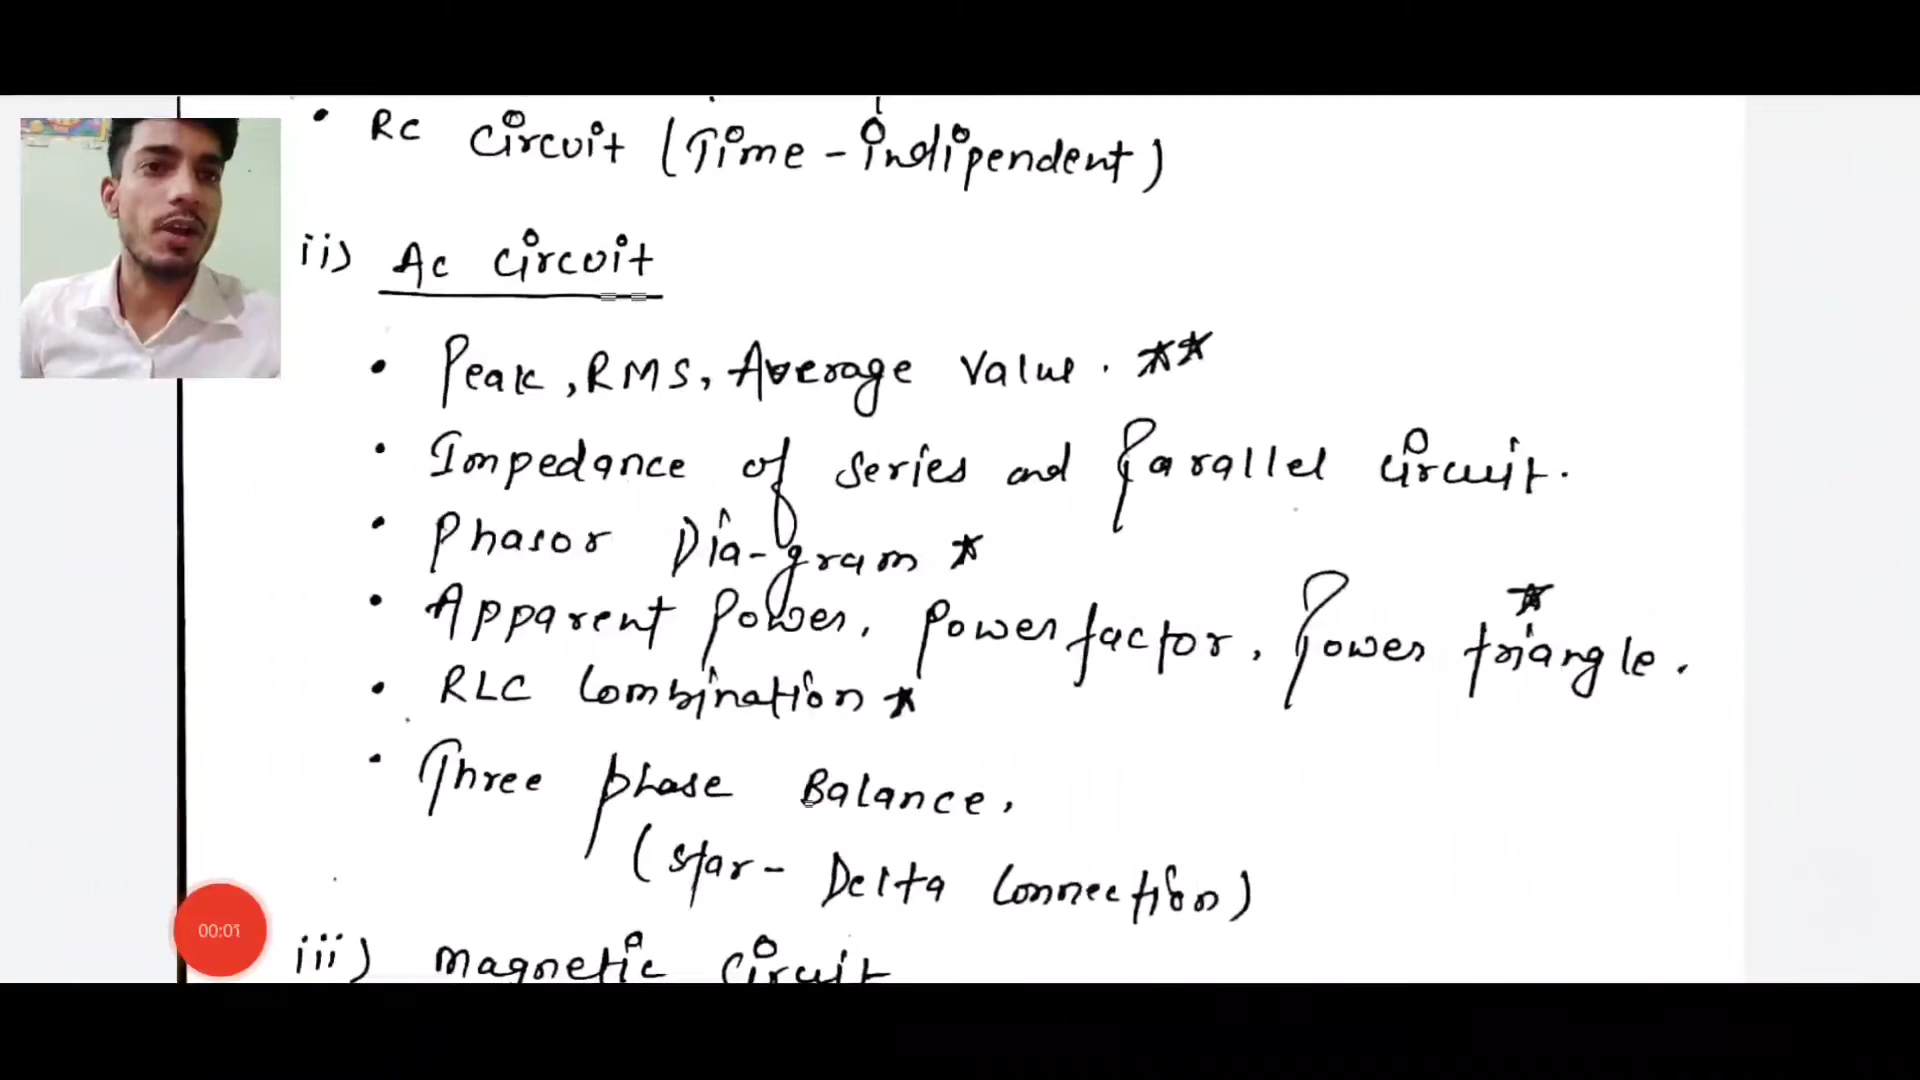 • RC Circuit (Time - indipendent)
ii) Ac Circuit
• Peak, RMS, Average Value. ★★
• Impedance of series and Parallel circuit.
• Phasor Dia-gram ★
• Apparent Power, Power factor, Power triangle. ★
• RLC Combination ★
• Three phase Balance,
(star - Delta Connection)
iii) Magnetic Circuit
00:01